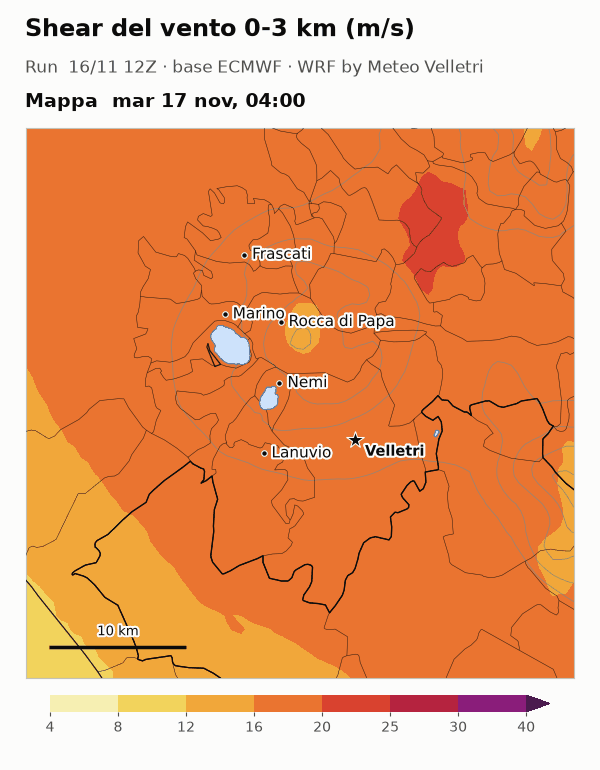 Shear del vento 0-3 km (m/s)
Run 16/11 12Z · base ECMWF · WRF by Meteo Velletri
Mappa mar 17 nov, 04:00
Frascati
Marino
Rocca di Papa
Nemi
Velletri
Lanuvio
10 km
4 8 12 16 20 25 30 40